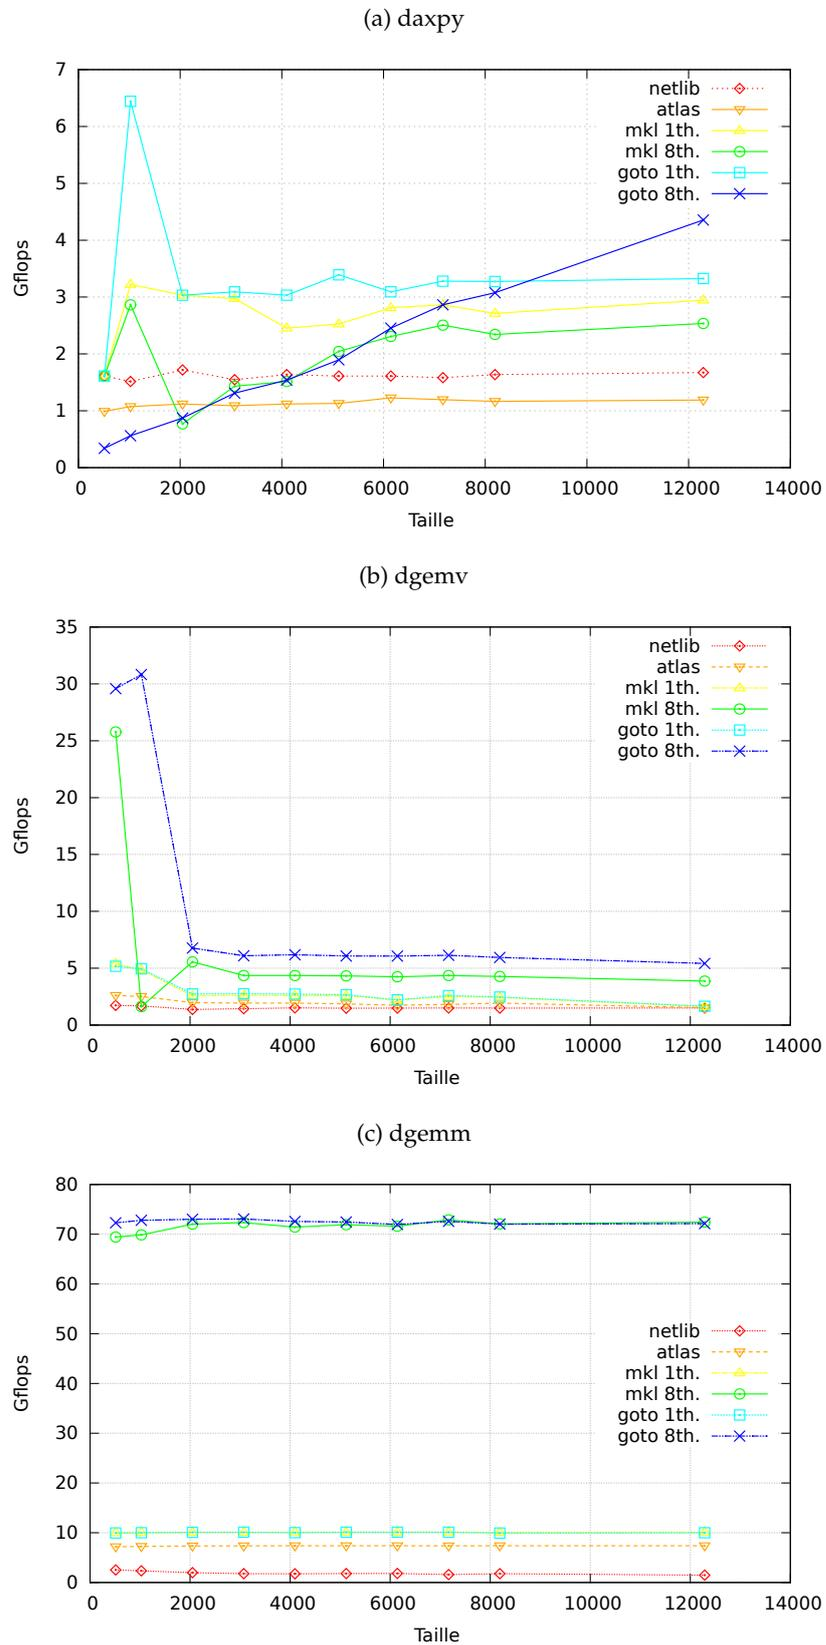 (a) daxpy
7
6
5
4
3
2
1
0
Gflops
netlib
atlas
mkl 1th.
mkl 8th.
goto 1th.
goto 8th.
0 2000 4000 6000 8000 10000 12000 14000
Taille
(b) dgemv
35
30
25
20
15
10
5
0
Gflops
netlib
atlas
mkl 1th.
mkl 8th.
goto 1th.
goto 8th.
0 2000 4000 6000 8000 10000 12000 14000
Taille
(c) dgemm
80
70
60
50
40
30
20
10
0
Gflops
netlib
atlas
mkl 1th.
mkl 8th.
goto 1th.
goto 8th.
0 2000 4000 6000 8000 10000 12000 14000
Taille